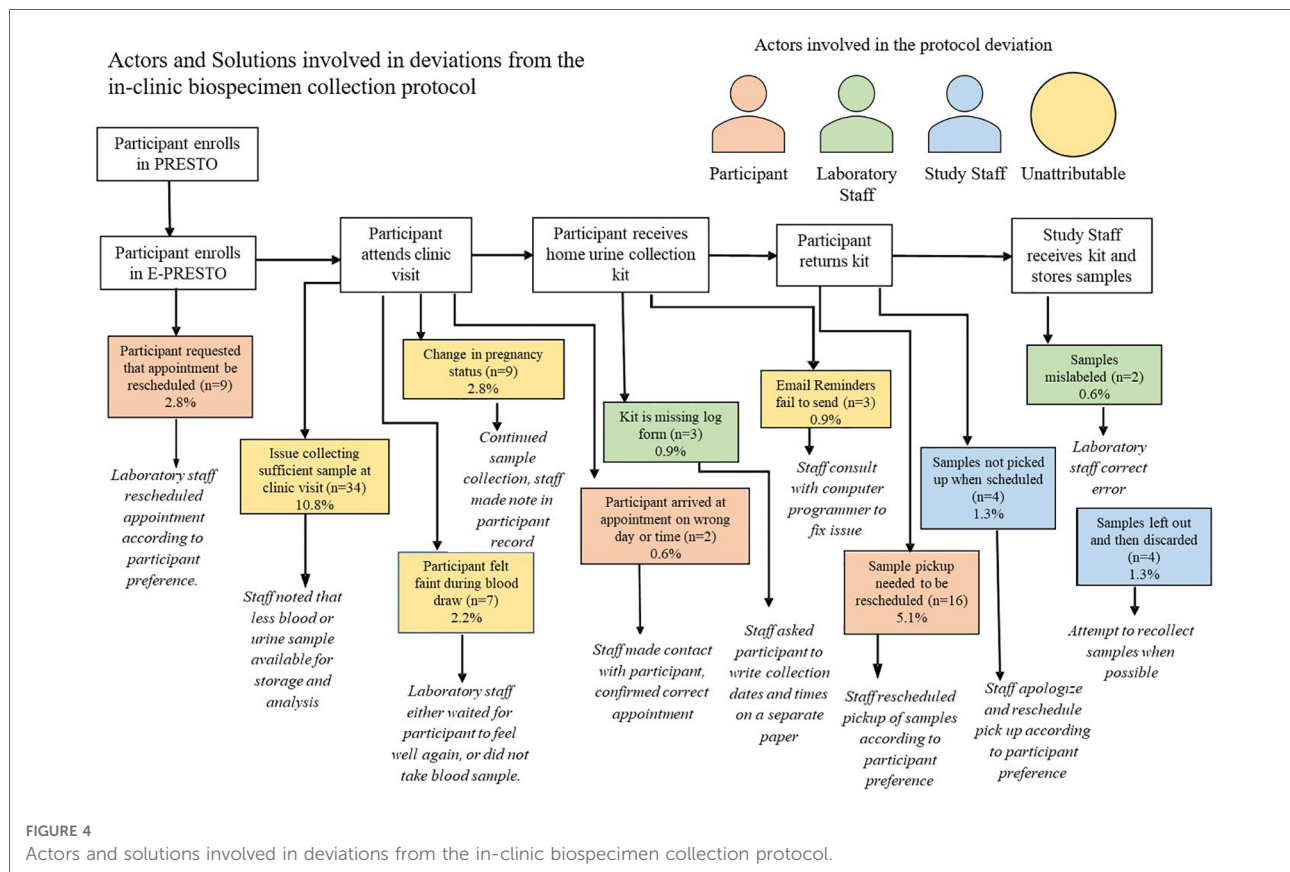 Actors and Solutions involved in deviations from the
in-clinic biospecimen collection protocol
Actors involved in the protocol deviation
Participant
Laboratory
Staff
Study Staff
Unattributable
Participant enrolls
in PRESTO
Participant enrolls
in E-PRESTO
Participant
attends clinic
visit
Participant receives
home urine collection
kit
Participant
returns kit
Study Staff
receives kit and
stores samples
Participant requested
that appointment be
rescheduled (n=9)
2.8%
Laboratory staff
rescheduled
appointment
according to
participant
preference.
Issue collecting
sufficient sample at
clinic visit (n=34)
10.8%
Staff noted that
less blood or
urine sample
available for
storage and
analysis
Change in pregnancy
status (n=9)
2.8%
Continued
sample
collection, staff
made note in
participant
record
Participant felt
faint during blood
draw (n=7)
2.2%
Laboratory staff
either waited for
participant to feel
well again, or did not
take blood sample.
Kit is missing log
form (n=3)
0.9%
Participant arrived at
appointment on wrong
day or time (n=2)
0.6%
Staff made contact
with participant,
confirmed correct
appointment
Staff asked
participant to
write collection
dates and times
on a separate
paper
Email Reminders
fail to send (n=3)
0.9%
Staff consult
with computer
programmer to
fix issue
Sample pickup
needed to be
rescheduled (n=16)
5.1%
Staff rescheduled
pickup of samples
according to
participant
preference
Samples not picked
up when scheduled
(n=4)
1.3%
Staff apologize
and reschedule
pick up according
to participant
preference
Samples
mislabeled (n=2)
0.6%
Laboratory
staff correct
error
Samples left out
and then discarded
(n=4)
1.3%
Attempt to recollect
samples when
possible
FIGURE 4
Actors and solutions involved in deviations from the in-clinic biospecimen collection protocol.